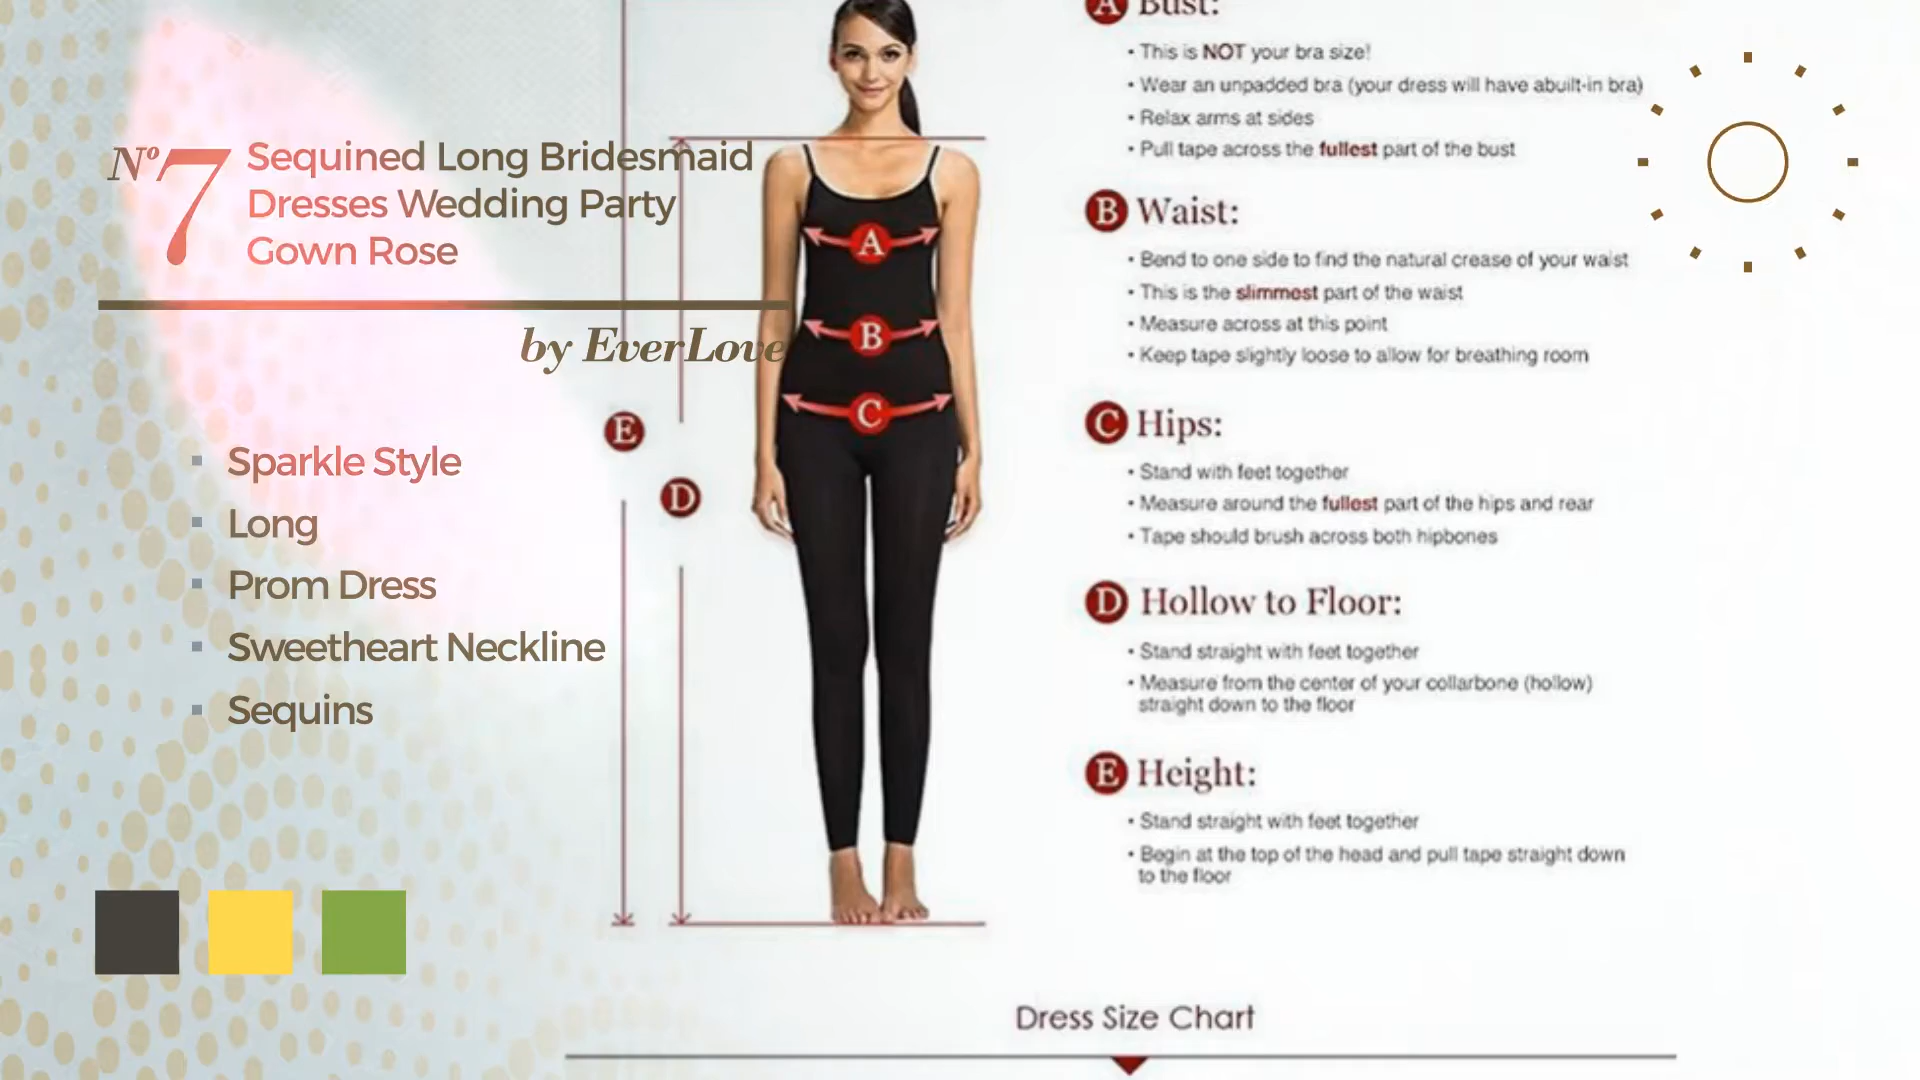 Nº7
Sequined Long Bridesmaid
Dresses Wedding Party
Gown Rose
by EverLove
▪ Sparkle Style
▪ Long
▪ Prom Dress
▪ Sweetheart Neckline
▪ Sequins
E
D
A
B
C
A Bust:
• This is NOT your bra size!
• Wear an unpadded bra (your dress will have abuilt-in bra)
• Relax arms at sides
• Pull tape across the fullest part of the bust
B Waist:
• Bend to one side to find the natural crease of your waist
• This is the slimmest part of the waist
• Measure across at this point
• Keep tape slightly loose to allow for breathing room
C Hips:
• Stand with feet together
• Measure around the fullest part of the hips and rear
• Tape should brush across both hipbones
D Hollow to Floor:
• Stand straight with feet together
• Measure from the center of your collarbone (hollow)
straight down to the floor
E Height:
• Stand straight with feet together
• Begin at the top of the head and pull tape straight down
to the floor
Dress Size Chart